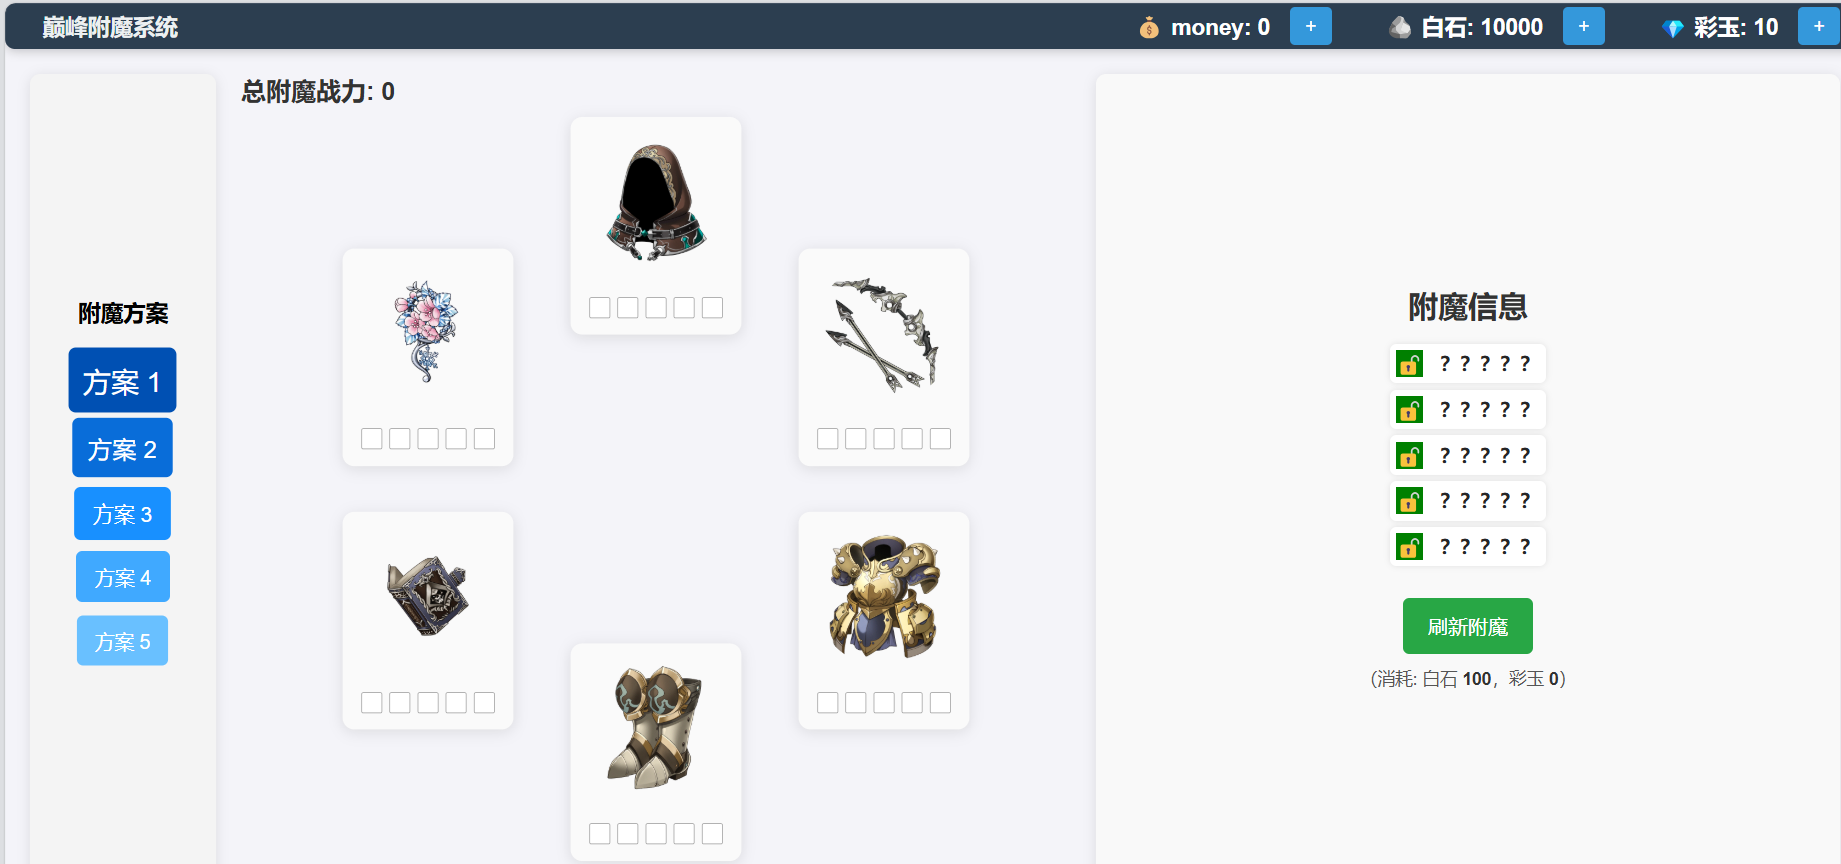 巅峰附魔系统
money: 0 +
白石: 10000 +
彩玉: 10 +
附魔方案
方案 1
方案 2
方案 3
方案 4
方案 5
总附魔战力: 0
附魔信息
? ? ? ? ?
? ? ? ? ?
? ? ? ? ?
? ? ? ? ?
? ? ? ? ?
刷新附魔
(消耗: 白石 100, 彩玉 0)